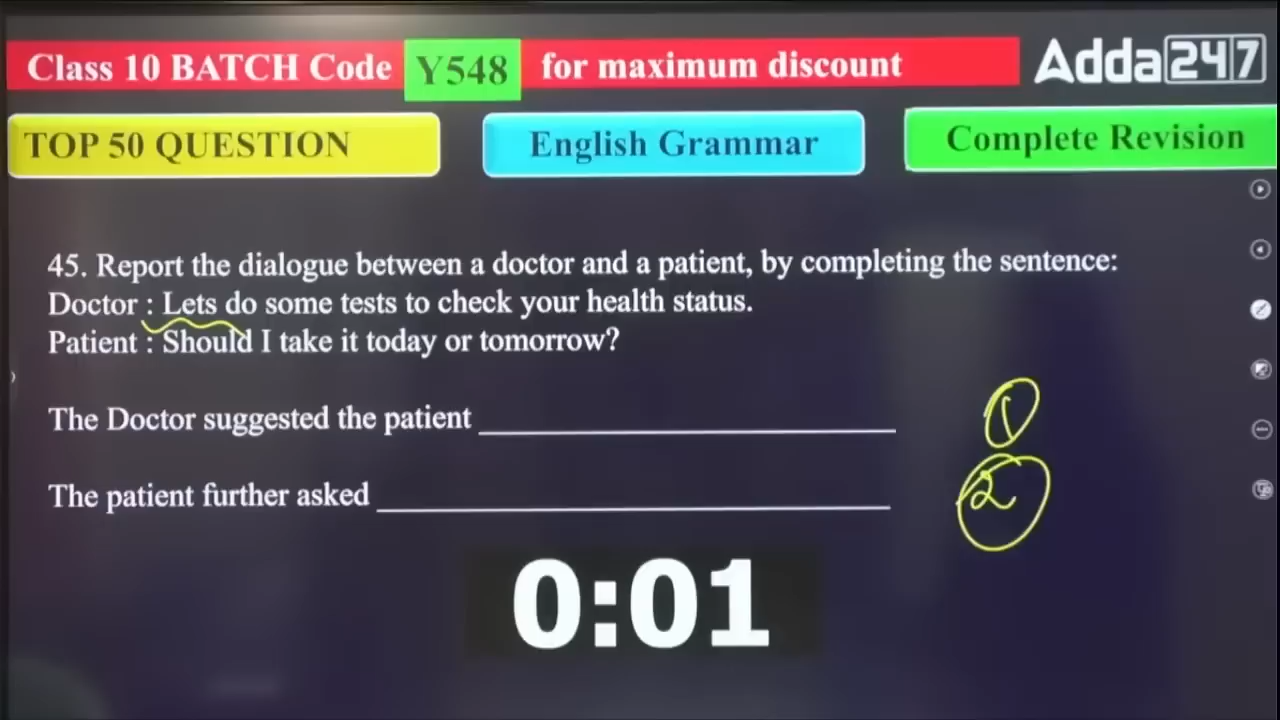 Class 10 BATCH Code Y548 for maximum discount
Adda247
TOP 50 QUESTION
English Grammar
Complete Revision
45. Report the dialogue between a doctor and a patient, by completing the sentence:
Doctor : Lets do some tests to check your health status.
Patient : Should I take it today or tomorrow?
The Doctor suggested the patient
1
The patient further asked
2
0:01